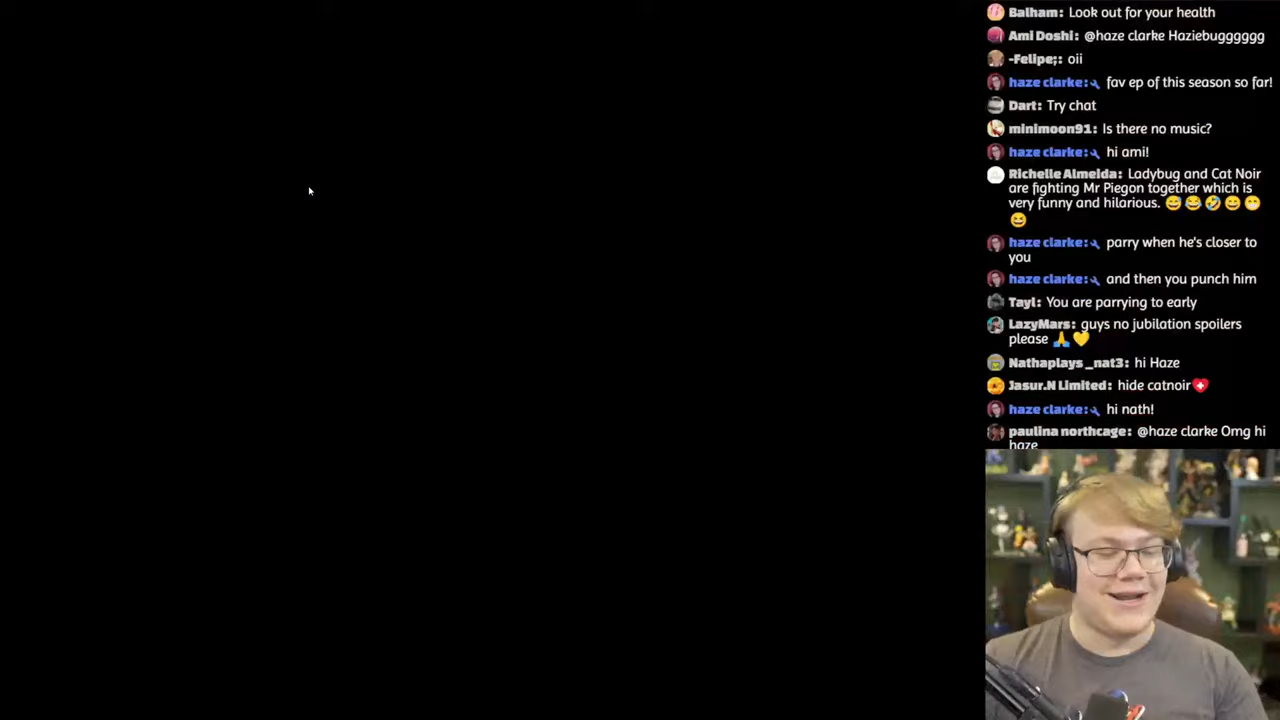 Balham: Look out for your health
Ami Doshi: @haze clarke Haziebugggggg
-Felipe;: oii
haze clarke: fav ep of this season so far!
Dart: Try chat
minimoon91: Is there no music?
haze clarke: hi ami!
Richelle Almeida: Ladybug and Cat Noir
are fighting Mr Piegon together which is
very funny and hilarious. 😅😂🤣😄😁
😆
haze clarke: parry when he's closer to
you
haze clarke: and then you punch him
Tayl: You are parrying to early
LazyMars: guys no jubilation spoilers
please 🙏💛
Nathaplays _nat3: hi Haze
Jasur.N Limited: hide catnoir
haze clarke: hi nath!
paulina northcage: @haze clarke Omg hi
haze